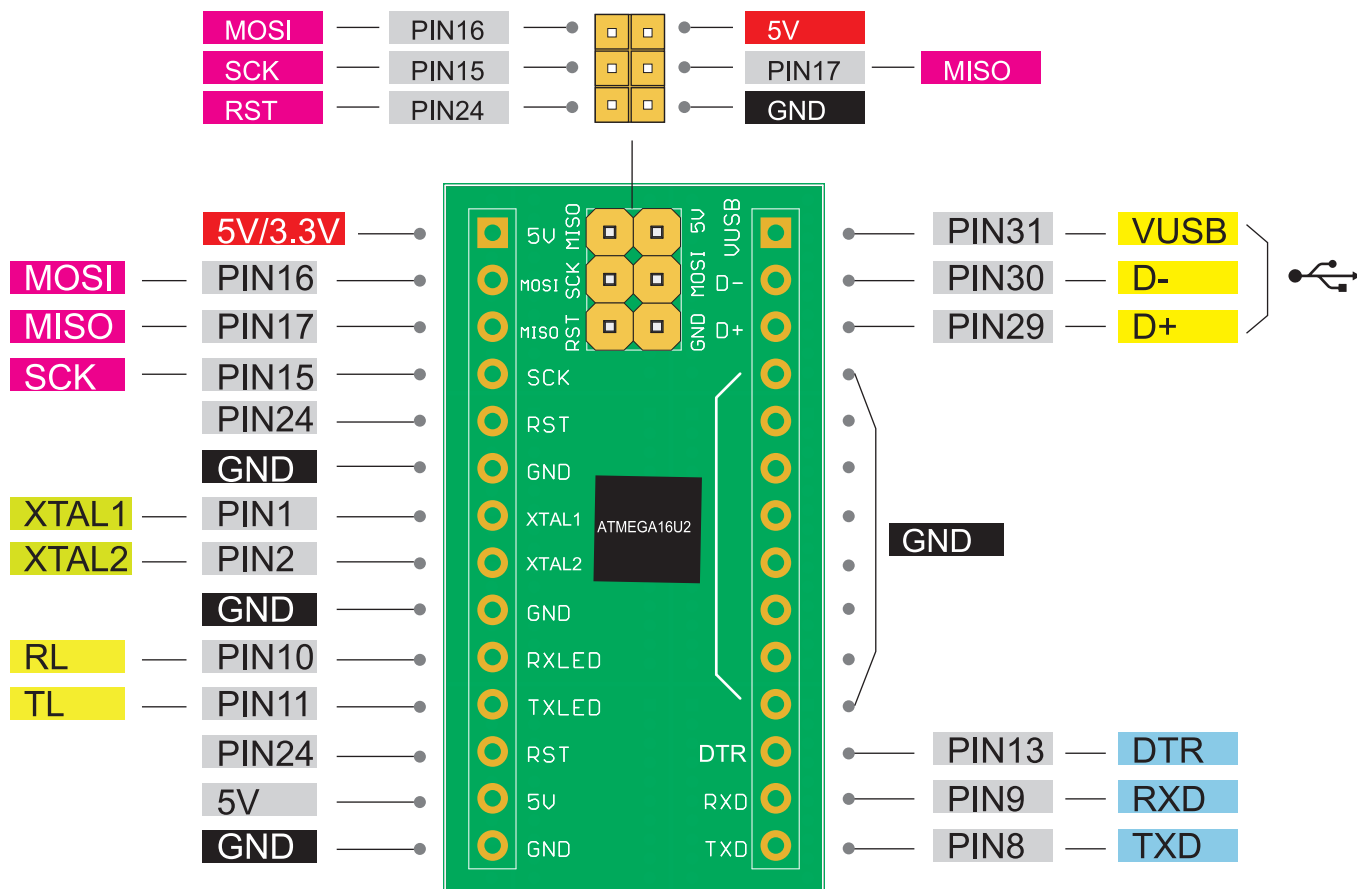 MOSI PIN16 5V
SCK PIN15 PIN17 MISO
RST PIN24 GND
5V/3.3V
MOSI PIN16
MISO PIN17
SCK PIN15
PIN24
GND
XTAL1 PIN1
XTAL2 PIN2
GND
RL PIN10
TL PIN11
PIN24
5V
GND
5V
MOSI
MISO
SCK
RST
GND
XTAL1
XTAL2
GND
RXLED
TXLED
RST
5V
GND
MISO
SCK
RST
5V
MOSI
GND
ATMEGA16U2
VUSB
D-
D+
DTR
RXD
TXD
PIN31 VUSB
PIN30 D-
PIN29 D+
GND
PIN13 DTR
PIN9 RXD
PIN8 TXD